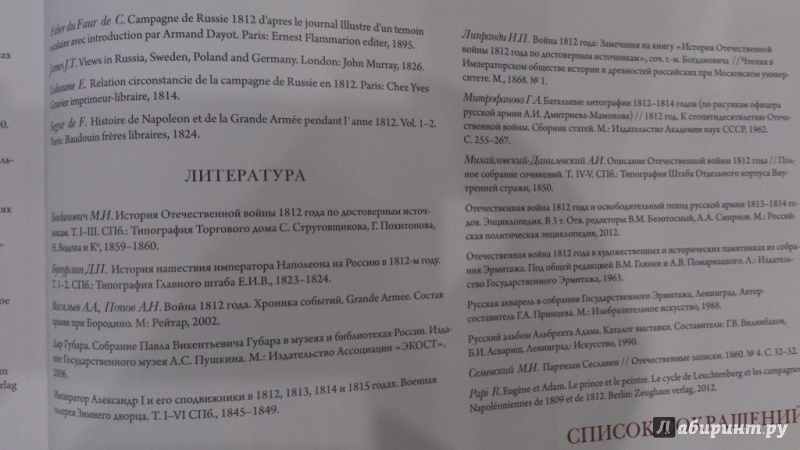 Faber du Faur de C. Campagne de Russie 1812 d'apres le journal Illustre d'un temoin
oculaire avec introduction par Armand Dayot. Paris: Ernest Flammarion editer, 1895.
James J.T. Views in Russia, Sweden, Poland and Germany. London: John Murray, 1826.
Labaume E. Relation circonstancie de la campagne de Russie en 1812. Paris: Chez Yves
Gravier imprimeur-libraire, 1814.
Segur de F. Histoire de Napoleon et de la Grande Armée pendant l' anne 1812. Vol. 1–2.
Paris: Baudouin frères libraires, 1824.
ЛИТЕРАТУРА
Богданович М.И. История Отечественной войны 1812 года по достоверным источ-
никам. Т. I–III. СПб.: Типография Торгового дома С. Струговщикова, Г. Похитонова,
Н. Водова и К°, 1859–1860.
Бутурлин Д.П. История нашествия императора Наполеона на Россию в 1812-м году.
Т. 1–2. СПб.: Типография Главного штаба Е.И.В., 1823–1824.
Васильев А.А., Попов А.Н. Война 1812 года. Хроника событий. Grande Armee. Состав
армии при Бородино. М: Рейтар, 2002.
Дар Губара. Собрание Павла Викентьевича Губара в музеях и библиотеках России. Изда-
ние Государственного музея А.С. Пушкина. М.: Издательство Ассоциации «ЭКОСТ»,
2006.
Император Александр I и его сподвижники в 1812, 1813, 1814 и 1815 годах. Военная
галерея Зимнего дворца. Т. I–VI СПб., 1845–1849.
Липранди И.П. Война 1812 года: Замечания на книгу «История Отечественной
войны 1812 года по достоверным источникам», соч. г.-м. Богдановича // Чтения в
Императорском обществе истории и древностей российских при Московском универ-
ситете. М., 1868. № 1.
Митрофанова Г.А. Батальные литографии 1812–1814 годов (по рисункам офицера
русской армии А.И. Дмитриева-Мамонова) // 1812 год. К стопятидесятилетию Отече-
ственной войны. Сборник статей. М.: Издательство Академии наук СССР, 1962.
С. 255–267.
Михайловский-Данилевский А.И. Описание Отечественной войны 1812 года // Пол-
ное собрание сочинений. Т. IV-V. СПб.: Типография Штаба Отдельного корпуса Вну-
тренней стражи, 1850.
Отечественная война 1812 года и освободительный поход русской армии 1813–1814 го-
дов. Энциклопедия. В 3 т. Отв. редакторы В.М. Безотосный, А.А. Смирнов. М.: Россий-
ская политическая энциклопедия, 2012.
Отечественная война 1812 года в художественных и исторических памятниках из собра-
ния Эрмитажа. Под общей редакцией В.М. Глинки и А.В. Помарнацкого. Л.: Издатель-
ство Государственного Эрмитажа, 1963.
Русская акварель в собрании Государственного Эрмитажа, Ленинград. Автор-
составитель Г.А. Принцева. М.: Изобразительное искусство, 1988.
Русский альбом Альбрехта Адама. Каталог выставки. Составители: Г.В. Вилинбахов,
Б.И. Асварищ. Ленинград: Искусство, 1990.
Семевский М.И. Партизан Сеславин // Отечественные записки. 1860. № 4. С. 32–52.
Papi R. Eugène et Adam. Le prince et le peintre. Le cycle de Leuchtenberg et les campagnes
Napoléoniennes de 1809 et de 1812. Berlin: Zeughaus verlag, 2012.
СПИСОК СОКРАЩЕНИЙ
Лабиринт.ру